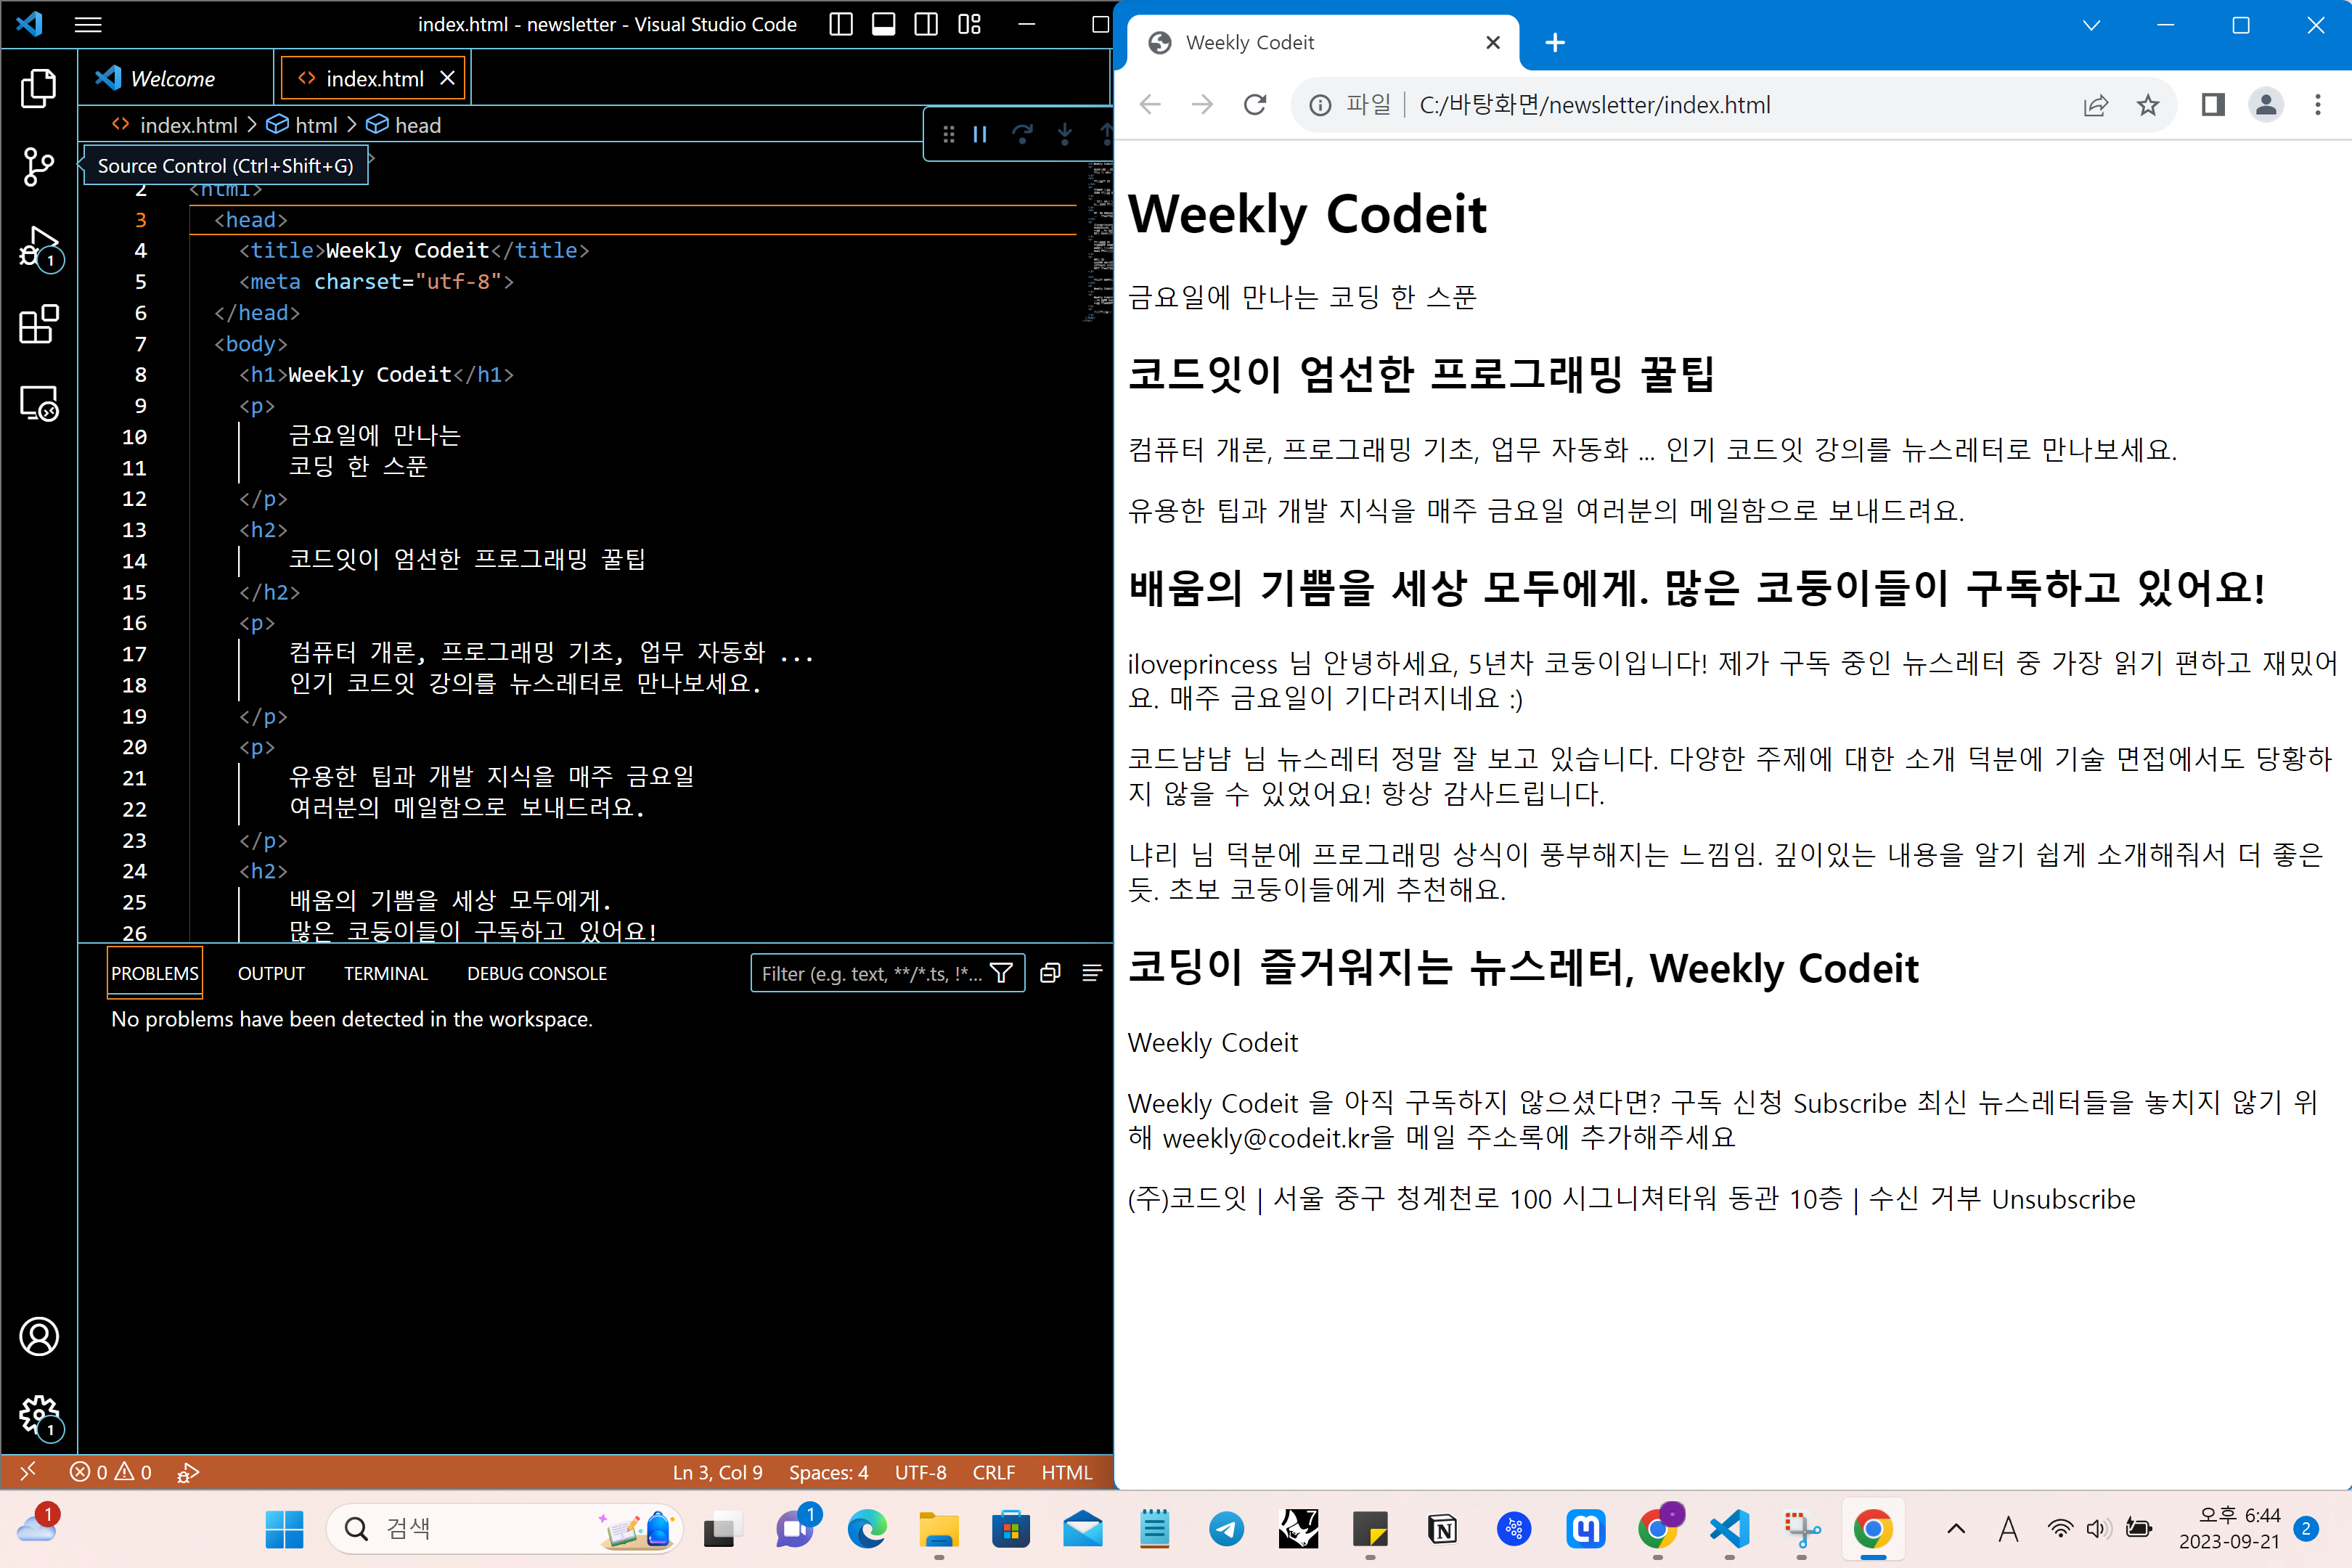 index.html - newsletter - Visual Studio Code
Welcome
index.html
index.html > html > head
Source Control (Ctrl+Shift+G)
2 <html>
3 <head>
4 <title>Weekly Codeit</title>
5 <meta charset="utf-8">
6 </head>
7 <body>
8 <h1>Weekly Codeit</h1>
9 <p>
10 금요일에 만나는
11 코딩 한 스푼
12 </p>
13 <h2>
14 코드잇이 엄선한 프로그래밍 꿀팁
15 </h2>
16 <p>
17 컴퓨터 개론, 프로그래밍 기초, 업무 자동화 ...
18 인기 코드잇 강의를 뉴스레터로 만나보세요.
19 </p>
20 <p>
21 유용한 팁과 개발 지식을 매주 금요일
22 여러분의 메일함으로 보내드려요.
23 </p>
24 <h2>
25 배움의 기쁨을 세상 모두에게.
26 많은 코둥이들이 구독하고 있어요!
PROBLEMS OUTPUT TERMINAL DEBUG CONSOLE
Filter (e.g. text, **/*.ts, !*...
No problems have been detected in the workspace.
1
1
0 0
Ln 3, Col 9 Spaces: 4 UTF-8 CRLF HTML
Weekly Codeit
파일 C:/바탕화면/newsletter/index.html
Weekly Codeit
금요일에 만나는 코딩 한 스푼
코드잇이 엄선한 프로그래밍 꿀팁
컴퓨터 개론, 프로그래밍 기초, 업무 자동화 ... 인기 코드잇 강의를 뉴스레터로 만나보세요.
유용한 팁과 개발 지식을 매주 금요일 여러분의 메일함으로 보내드려요.
배움의 기쁨을 세상 모두에게. 많은 코둥이들이 구독하고 있어요!
iloveprincess 님 안녕하세요, 5년차 코둥이입니다! 제가 구독 중인 뉴스레터 중 가장 읽기 편하고 재밌어
요. 매주 금요일이 기다려지네요 :)
코드냠냠 님 뉴스레터 정말 잘 보고 있습니다. 다양한 주제에 대한 소개 덕분에 기술 면접에서도 당황하
지 않을 수 있었어요! 항상 감사드립니다.
냐리 님 덕분에 프로그래밍 상식이 풍부해지는 느낌임. 깊이있는 내용을 알기 쉽게 소개해줘서 더 좋은
듯. 초보 코둥이들에게 추천해요.
코딩이 즐거워지는 뉴스레터, Weekly Codeit
Weekly Codeit
Weekly Codeit 을 아직 구독하지 않으셨다면? 구독 신청 Subscribe 최신 뉴스레터들을 놓치지 않기 위
해 weekly@codeit.kr을 메일 주소록에 추가해주세요
(주)코드잇 | 서울 중구 청계천로 100 시그니쳐타워 동관 10층 | 수신 거부 Unsubscribe
1
검색
1
7
N
A
오후 6:44
2023-09-21
2